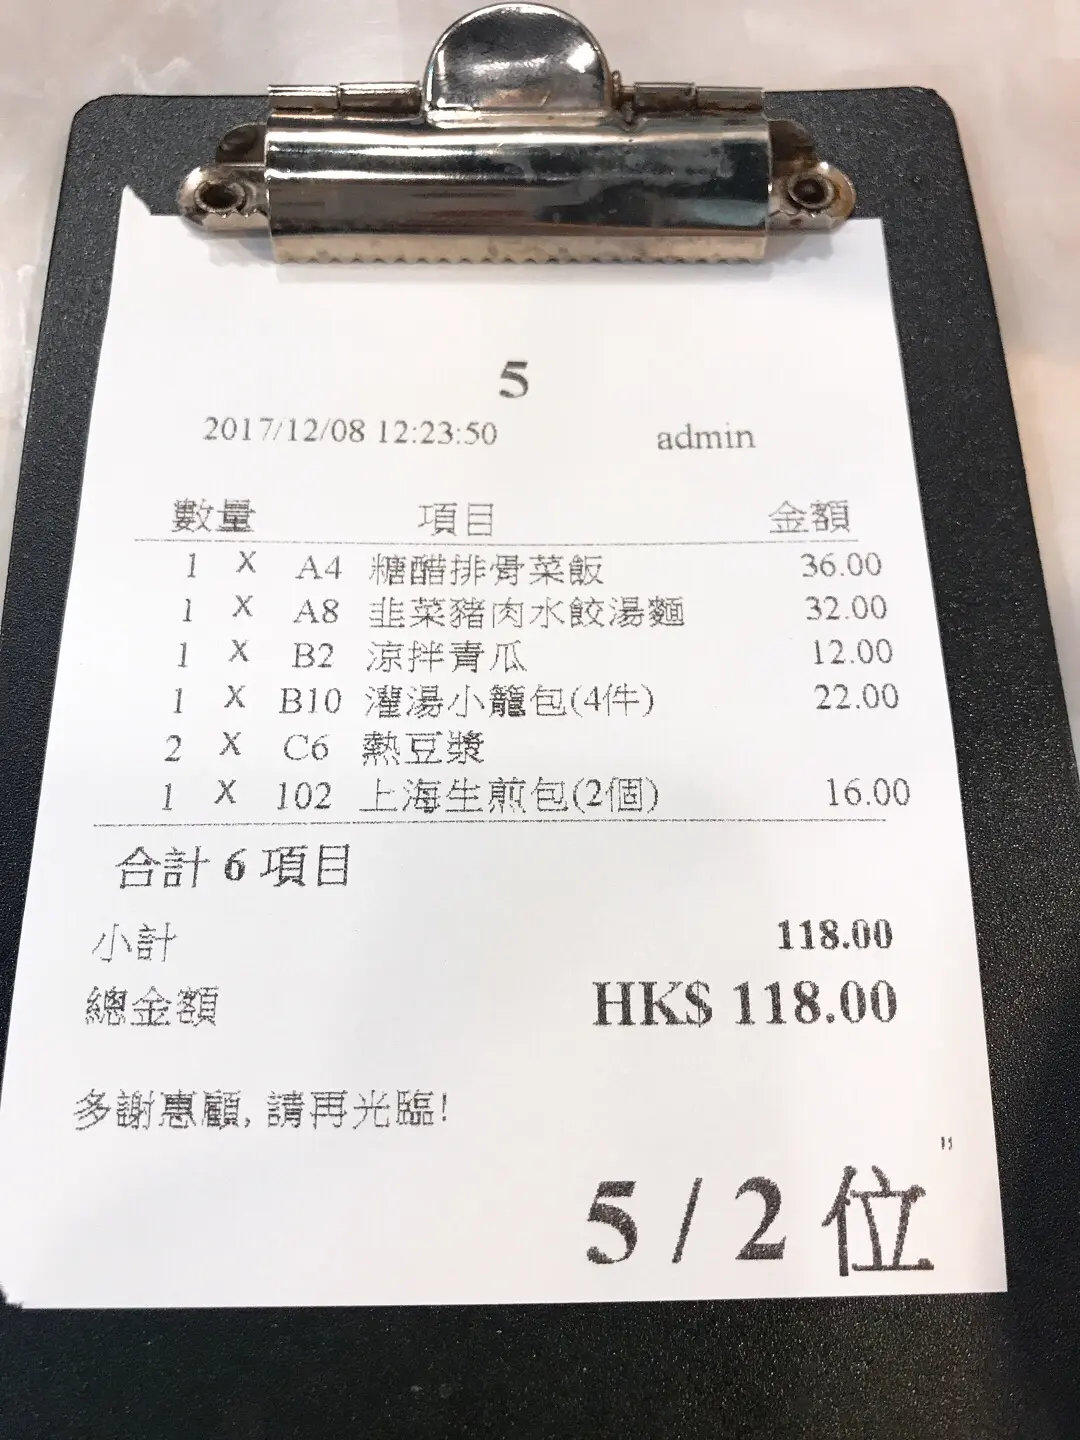 5
2017/12/08 12:23:50 admin
數量 項目 金額
1 X A4 糖醋排骨菜飯 36.00
1 X A8 韭菜豬肉水餃湯麵 32.00
1 X B2 涼拌青瓜 12.00
1 X B10 灌湯小籠包(4件) 22.00
2 X C6 熱豆漿
1 X 102 上海生煎包(2個) 16.00
合計 6 項目
小計 118.00
總金額 HK$ 118.00
多謝惠顧, 請再光臨!
"
5 / 2 位